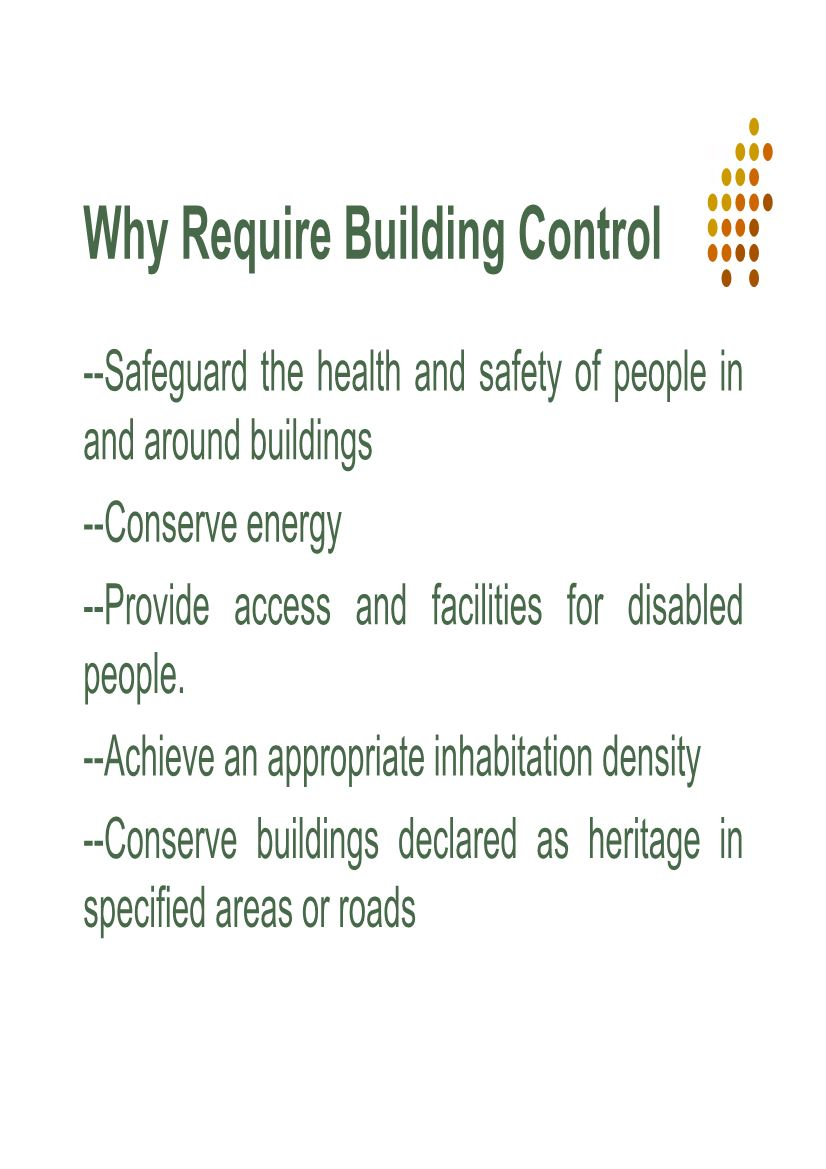 Why Require Building Control
--Safeguard the health and safety of people in
and around buildings
--Conserve energy
--Provide access and facilities for disabled
people.
--Achieve an appropriate inhabitation density
--Conserve buildings declared as heritage in
specified areas or roads